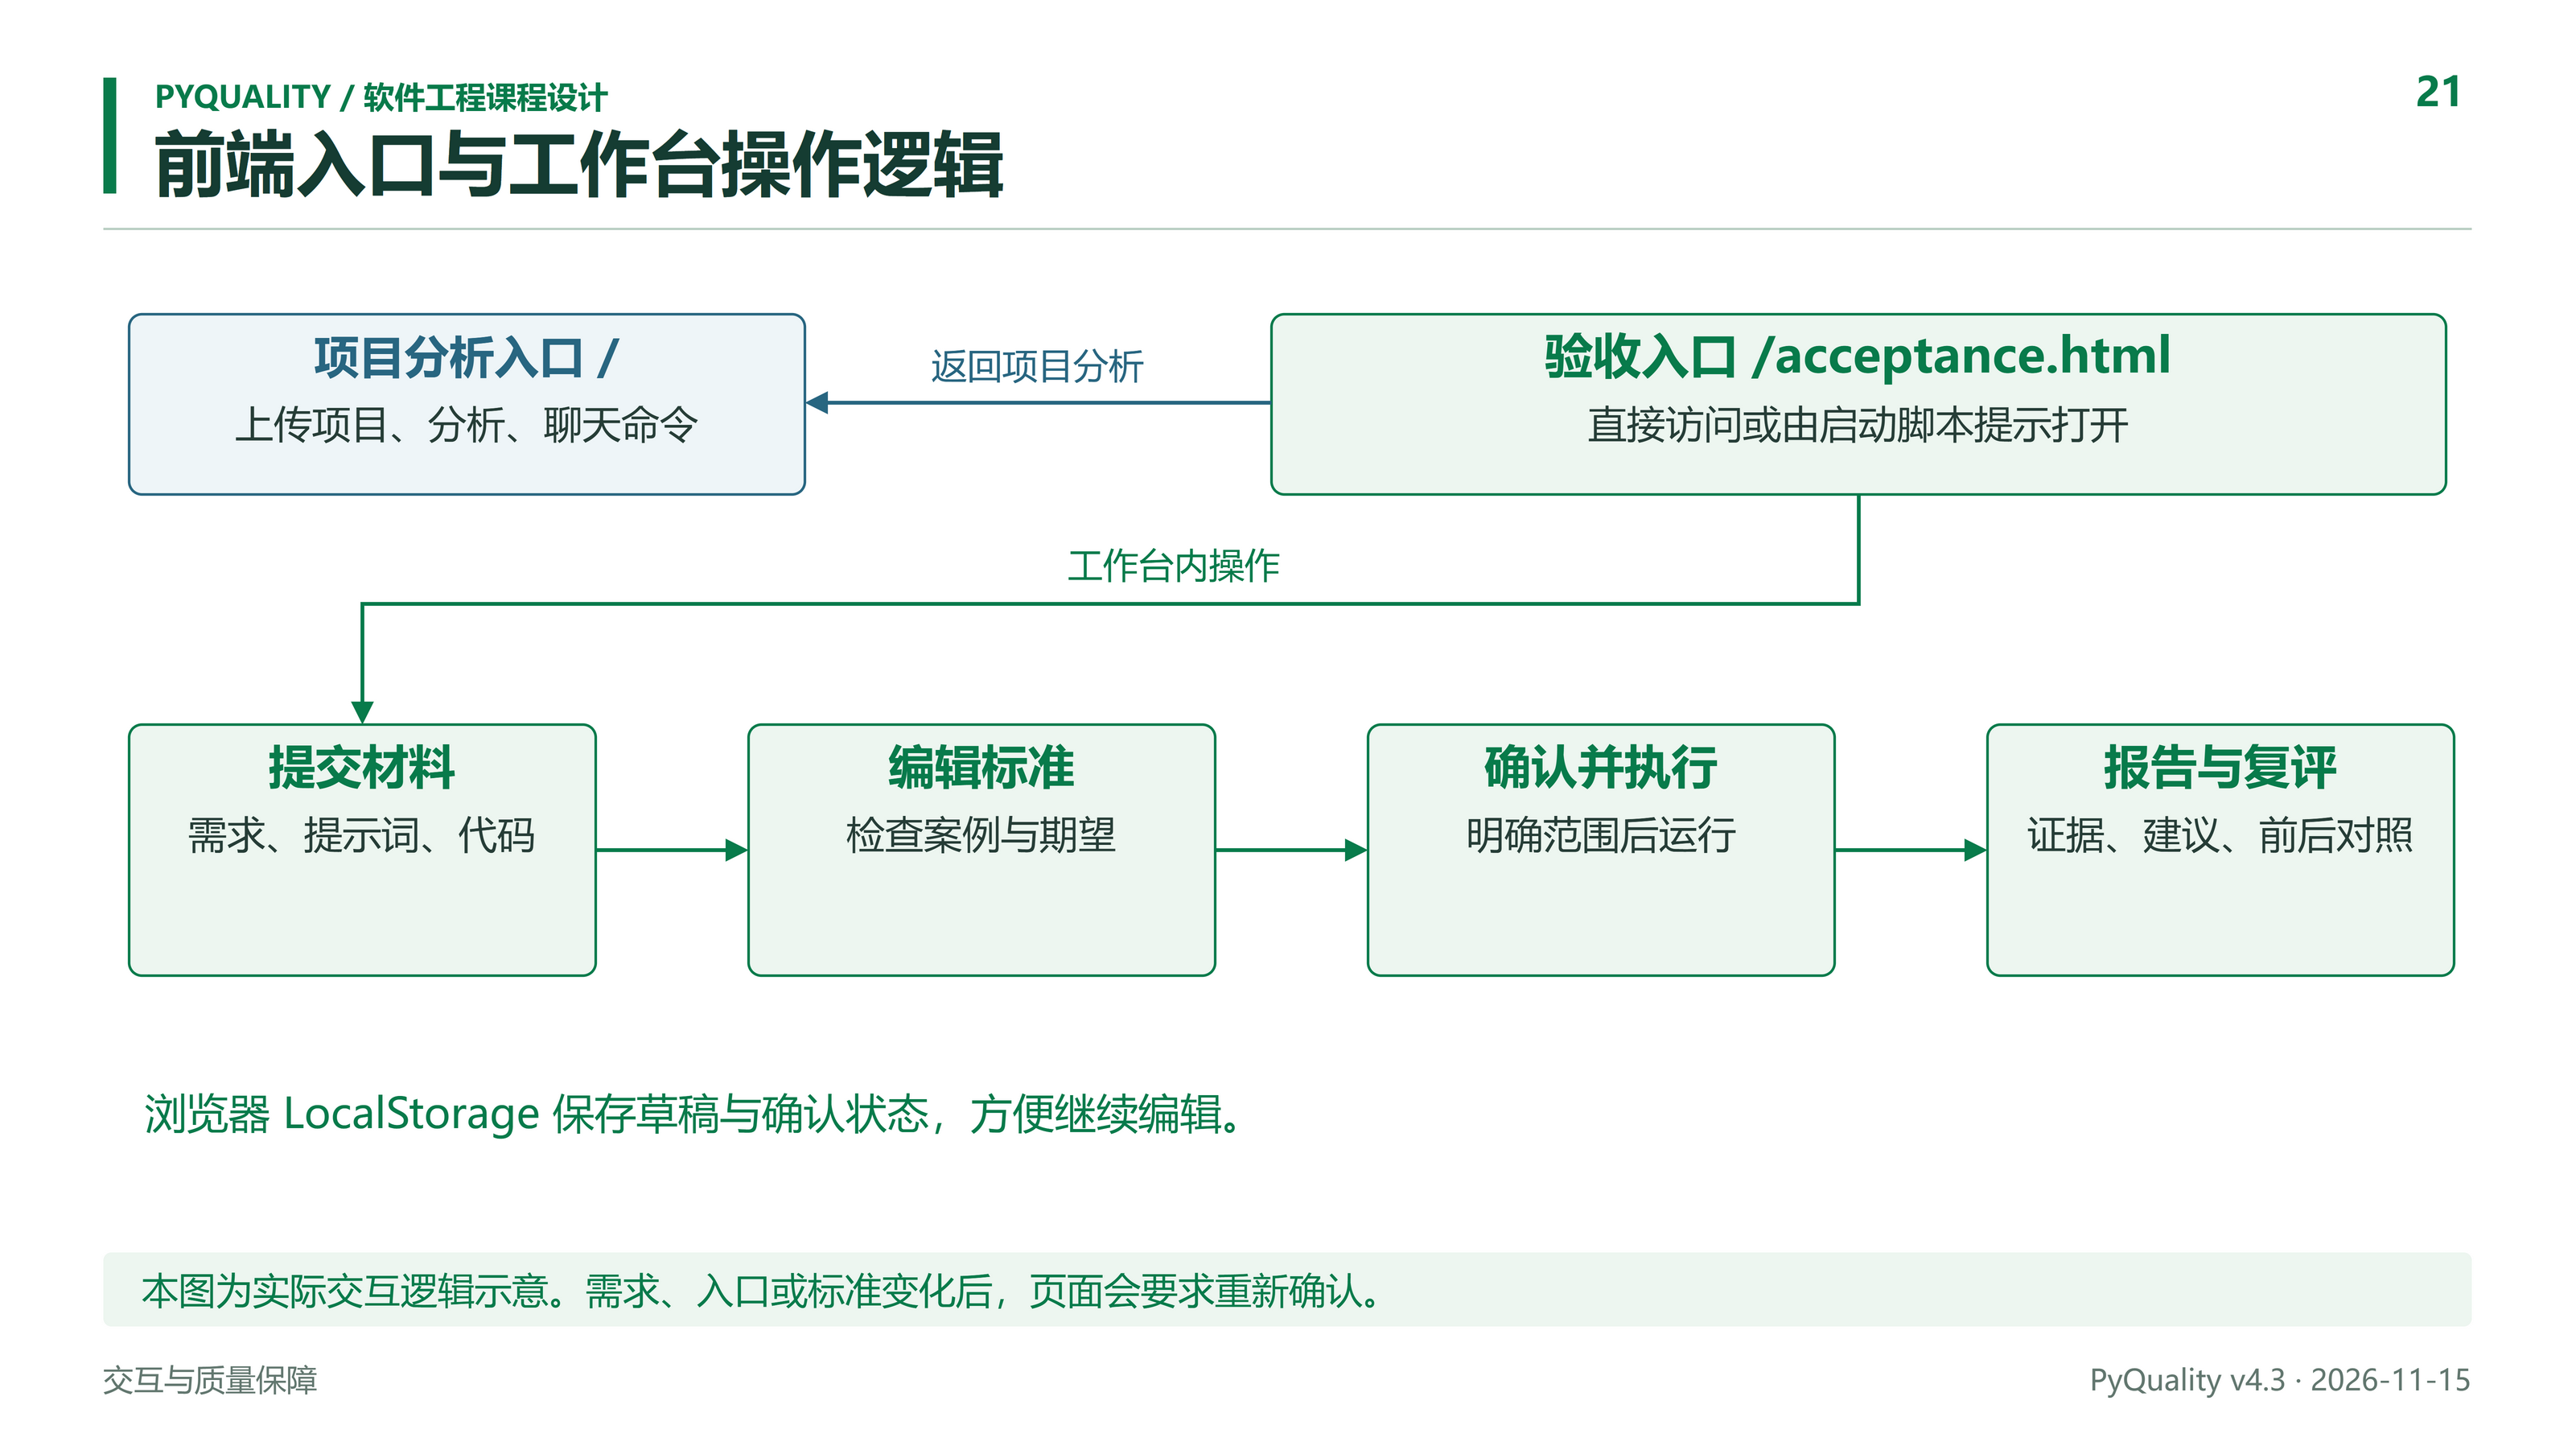 PYQUALITY / 软件工程课程设计
21
前端入口与工作台操作逻辑
项目分析入口 /
上传项目、分析、聊天命令
返回项目分析
验收入口 /acceptance.html
直接访问或由启动脚本提示打开
工作台内操作
提交材料
需求、提示词、代码
编辑标准
检查案例与期望
确认并执行
明确范围后运行
报告与复评
证据、建议、前后对照
浏览器 LocalStorage 保存草稿与确认状态，方便继续编辑。
本图为实际交互逻辑示意。需求、入口或标准变化后，页面会要求重新确认。
交互与质量保障
PyQuality v4.3 · 2026-11-15